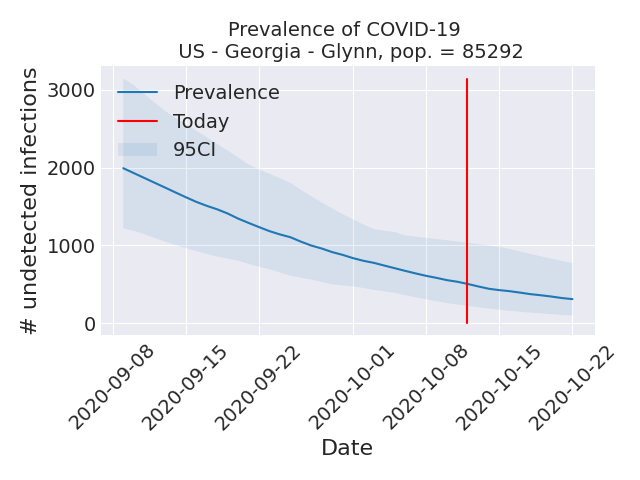 Prevalence of COVID-19
US - Georgia - Glynn, pop. = 85292
# undetected infections
3000
2000
1000
0
Prevalence
Today
95CI
2020-09-08
2020-09-15
2020-09-22
2020-10-01
2020-10-08
2020-10-15
2020-10-22
Date